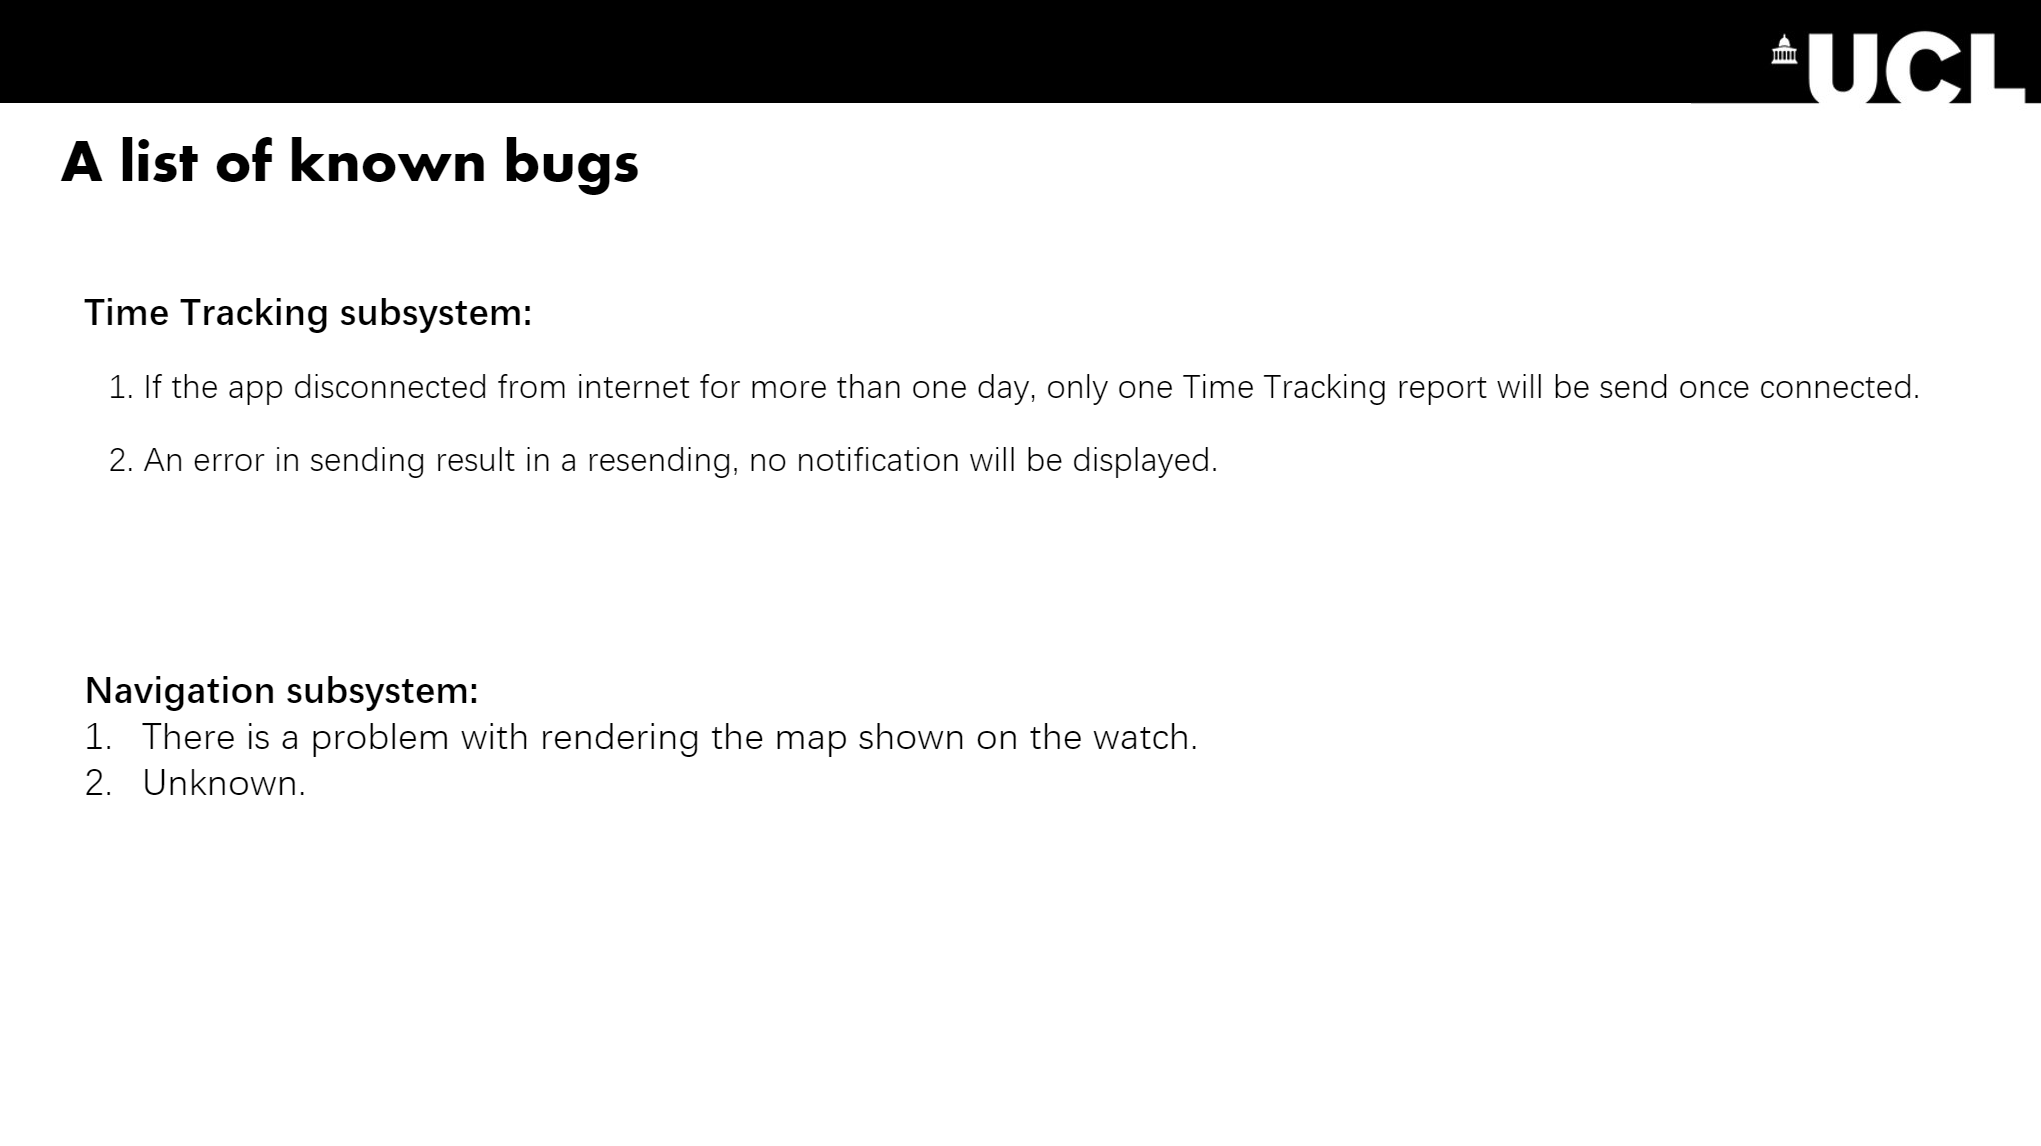 UCL
A list of known bugs
Time Tracking subsystem:
1. If the app disconnected from internet for more than one day, only one Time Tracking report will be send once connected.
2. An error in sending result in a resending, no notification will be displayed.
Navigation subsystem:
1. There is a problem with rendering the map shown on the watch.
2. Unknown.